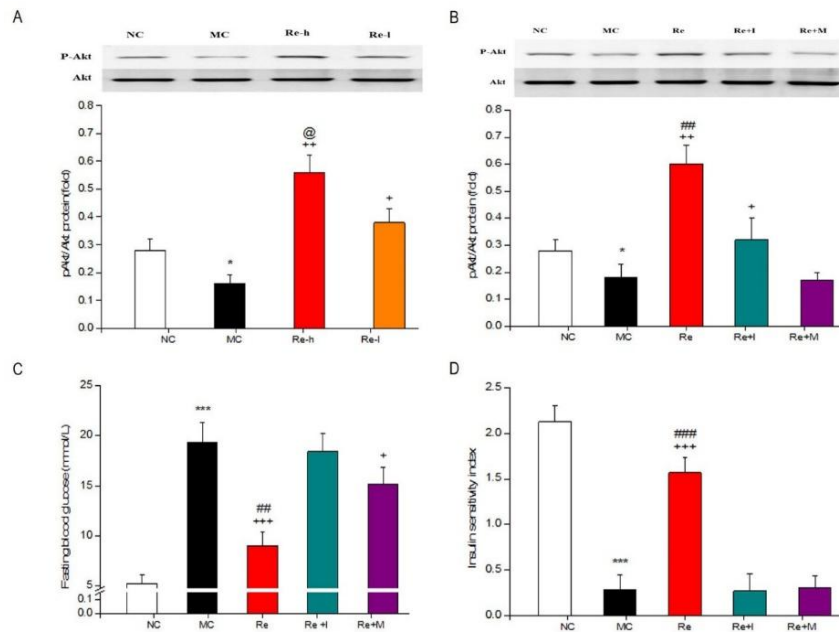 A
NC MC Re-h Re-l
P-Akt
Akt
pAkt/Akt protein(fold)
0.8
0.7
0.6
0.5
0.4
0.3
0.2
0.1
0.0
*
@
++
+
NC MC Re-h Re-l
B
NC MC Re Re+I Re+M
P-Akt
Akt
pAkt/Akt protein (fold)
0.8
0.7
0.6
0.5
0.4
0.3
0.2
0.1
0.0
*
##
++
+
NC MC Re Re+I Re+M
C
Fasting blood glucose (mmol/L)
25
20
15
10
5
0.1
0.0
***
##
+++
+
NC MC Re Re +I Re+M
D
Insulin sensitivity index
2.5
2.0
1.5
1.0
0.5
0.0
***
###
+++
NC MC Re Re+I Re+M